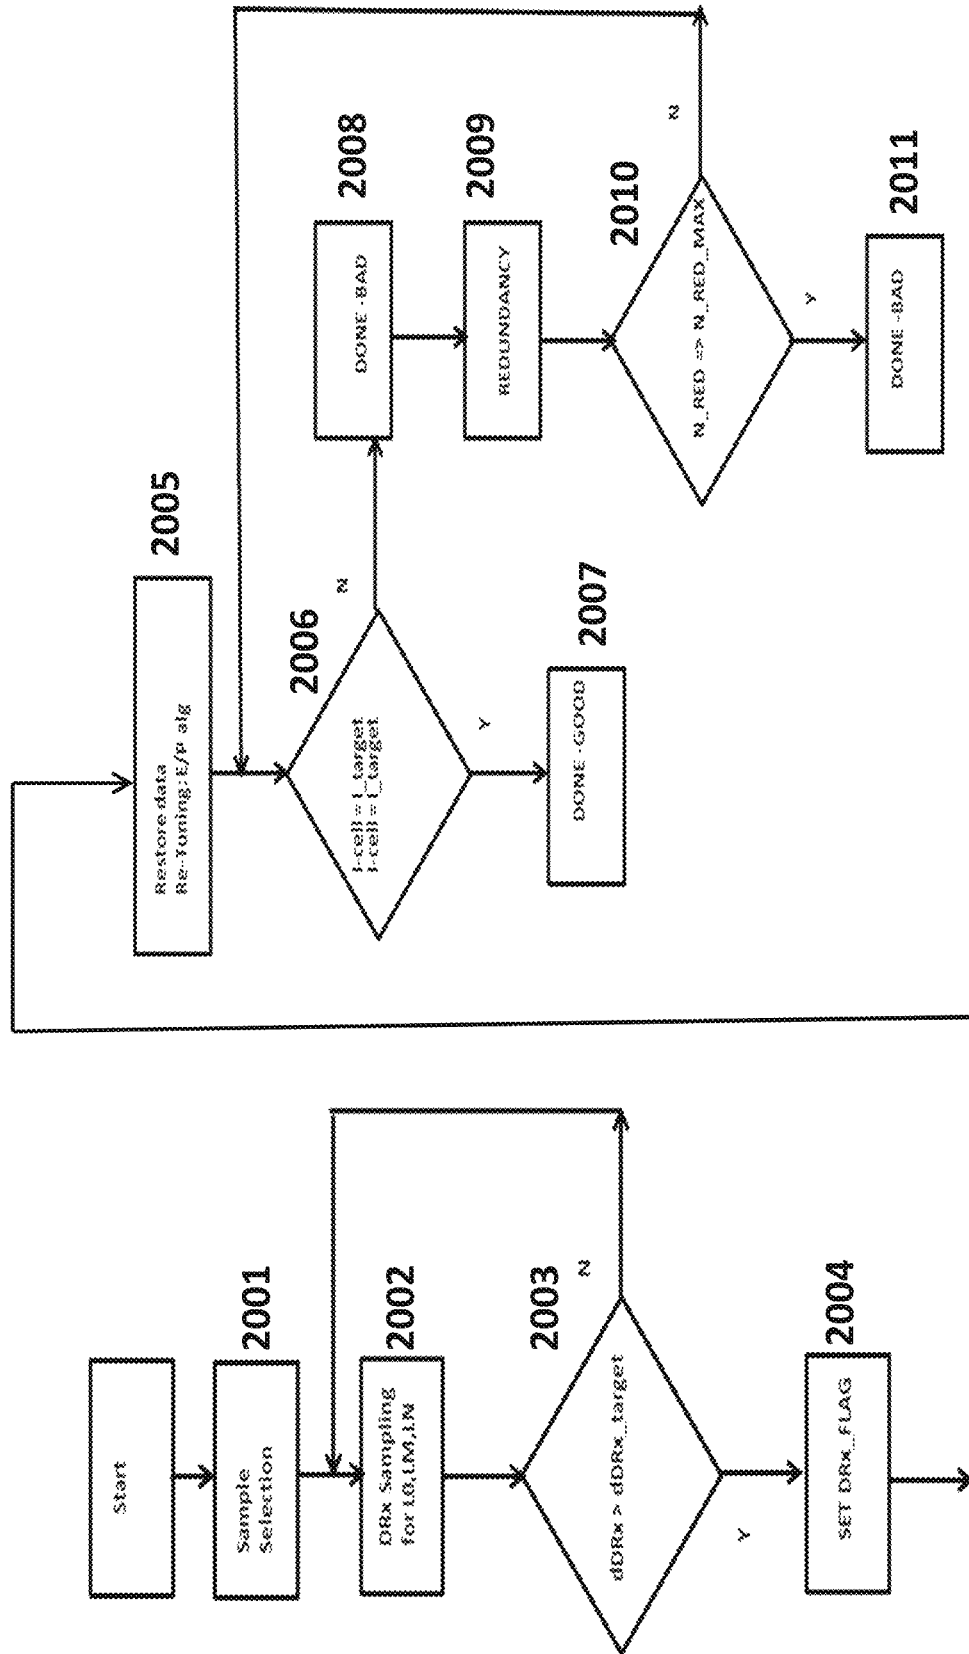 Start
Sample
Selection
2001
DRx Sampling
for L0,LM,LN
2002
dDRx > dDRx_target
2003
N
Y
SET DRx_FLAG
2004
Restore data
Re-Tuning: E/P alg
2005
I-cell = I_target
I-cell = I_target
2006
N
Y
DONE -GOOD
2007
DONE -BAD
2008
REDUNDANCY
2009
N_RED => N_RED_MAX
2010
N
Y
DONE -BAD
2011